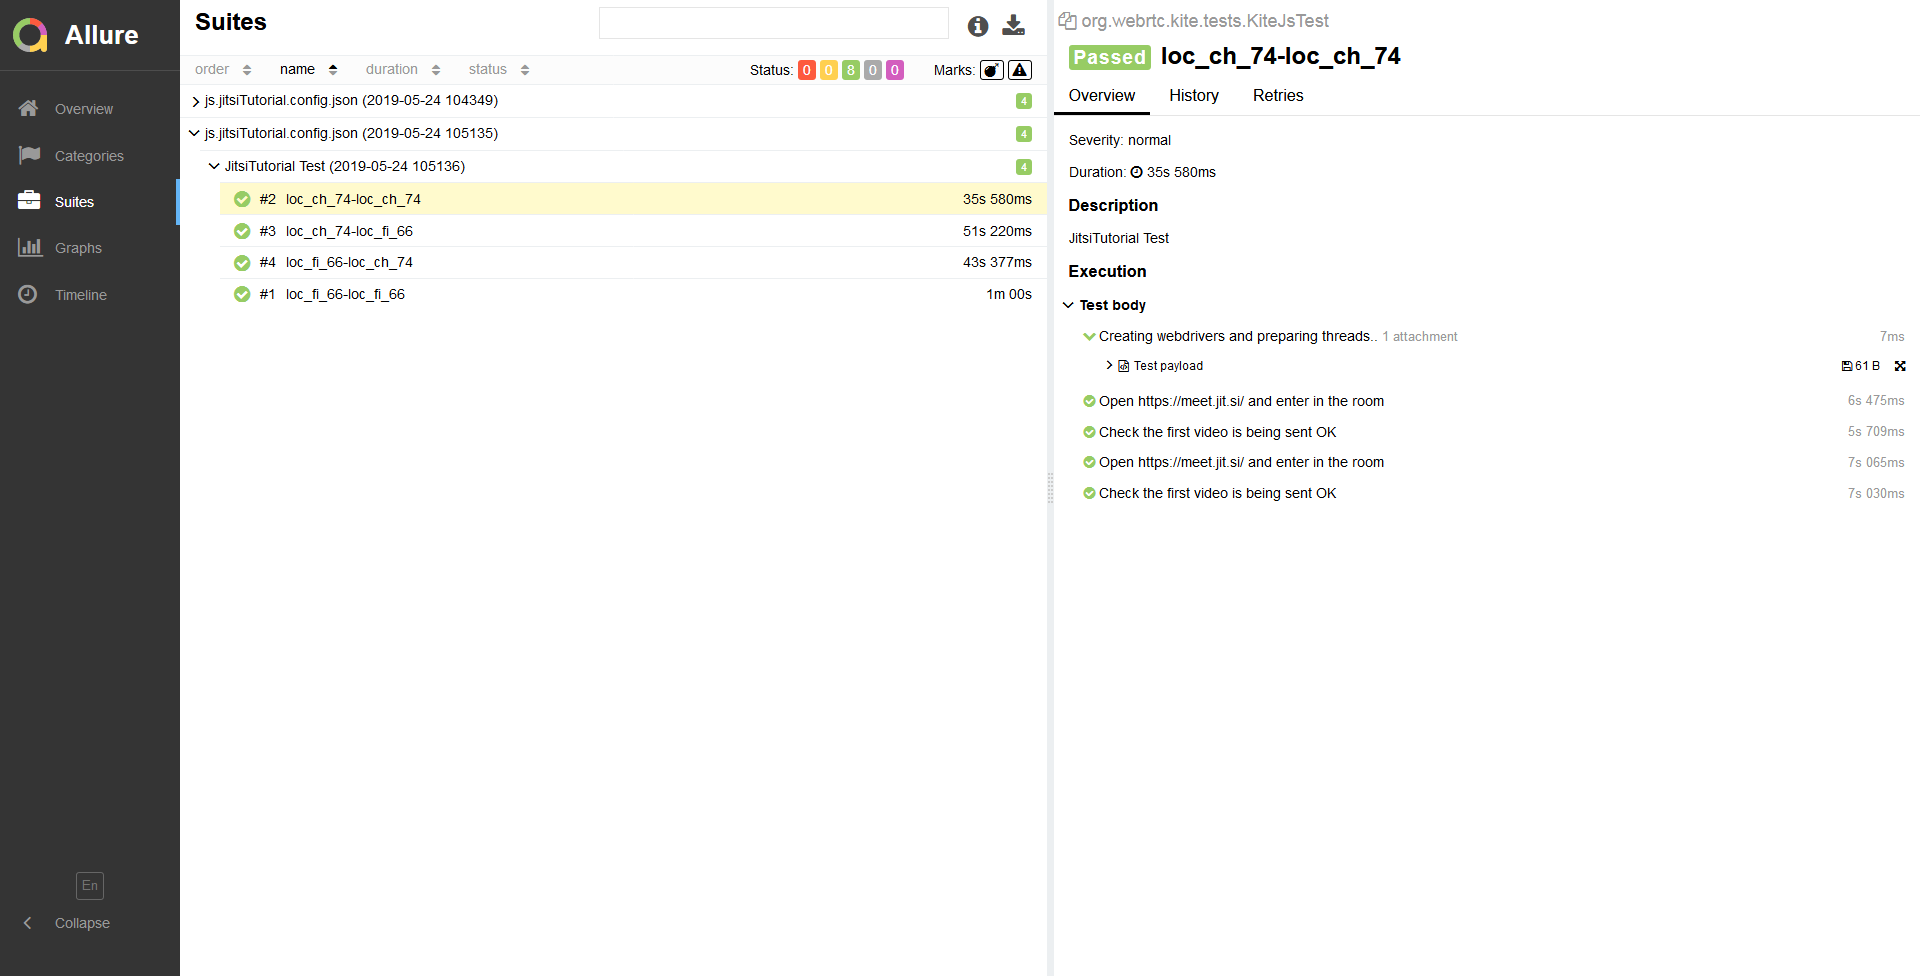 Allure
Overview
Categories
Suites
Graphs
Timeline
En
Collapse
Suites
order name duration status Status: 0 0 8 0 0 Marks:
js.jitsiTutorial.config.json (2019-05-24 104349) 4
js.jitsiTutorial.config.json (2019-05-24 105135) 4
JitsiTutorial Test (2019-05-24 105136) 4
#2 loc_ch_74-loc_ch_74 35s 580ms
#3 loc_ch_74-loc_fi_66 51s 220ms
#4 loc_fi_66-loc_ch_74 43s 377ms
#1 loc_fi_66-loc_fi_66 1m 00s
org.webrtc.kite.tests.KiteJsTest
Passed loc_ch_74-loc_ch_74
Overview History Retries
Severity: normal
Duration: 35s 580ms
Description
JitsiTutorial Test
Execution
Test body
Creating webdrivers and preparing threads.. 1 attachment 7ms
Test payload 61 B
Open https://meet.jit.si/ and enter in the room 6s 475ms
Check the first video is being sent OK 5s 709ms
Open https://meet.jit.si/ and enter in the room 7s 065ms
Check the first video is being sent OK 7s 030ms